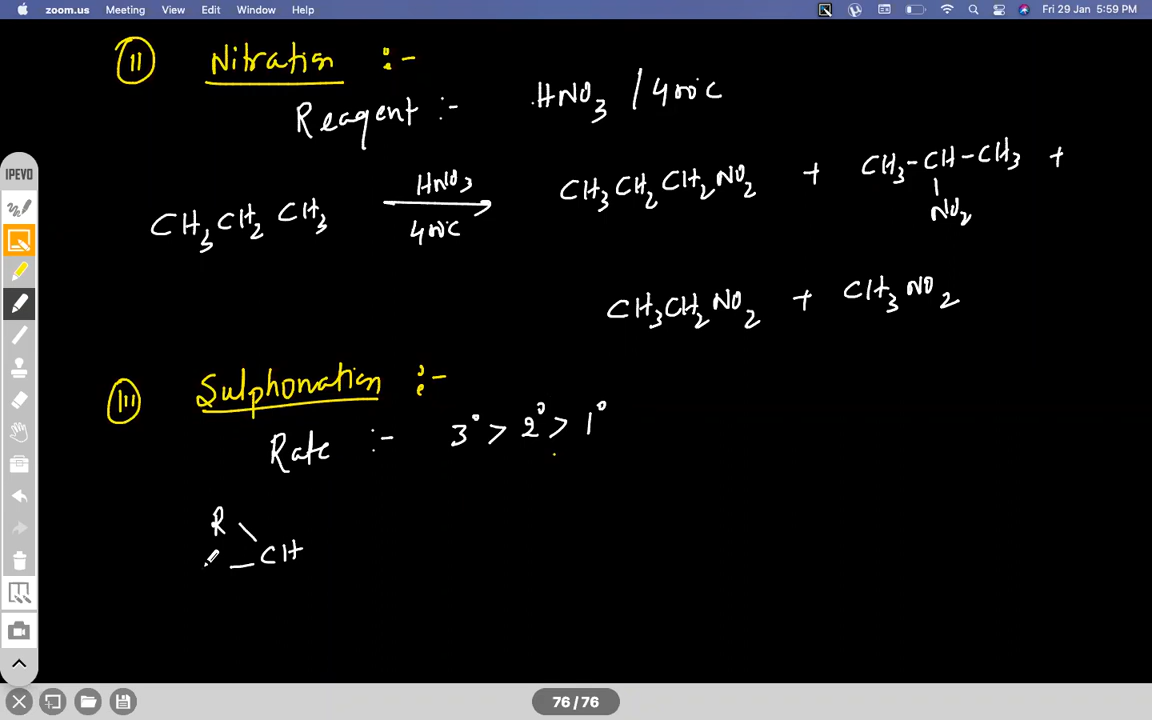 zoom.us Meeting View Edit Window Help Fri 29 Jan 5:59 PM
II Nitration :-
Reagent :- HNO3 / 400°C
IPEVO
CH3CH2CH3 HNO3 400°C CH3CH2CH2NO2 + CH3-CH-CH3 +
NO2
CH3CH2NO2 + CH3NO2
III Sulphonation :-
Rate :- 3° > 2° > 1°
R
CH
76 / 76